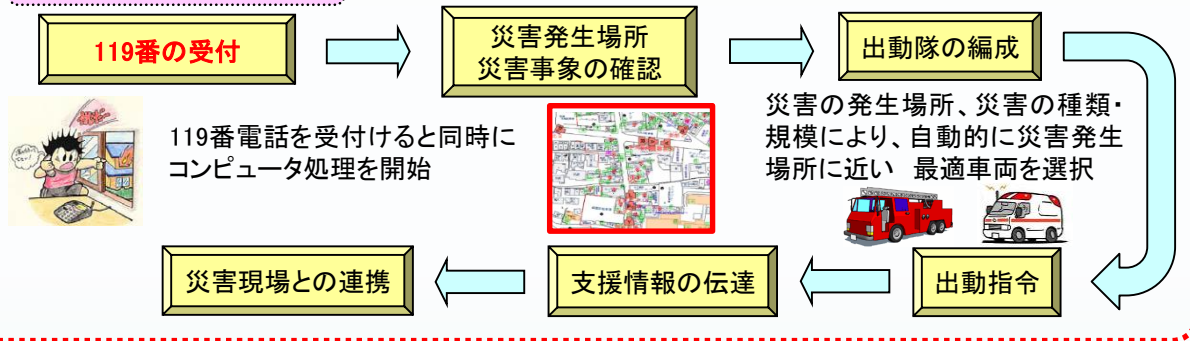 119番の受付
災害発生場所
災害事象の確認
出動隊の編成
119番電話を受付けると同時に
コンピュータ処理を開始
災害の発生場所、災害の種類・
規模により、自動的に災害発生
場所に近い　最適車両を選択
出動指令
支援情報の伝達
災害現場との連携